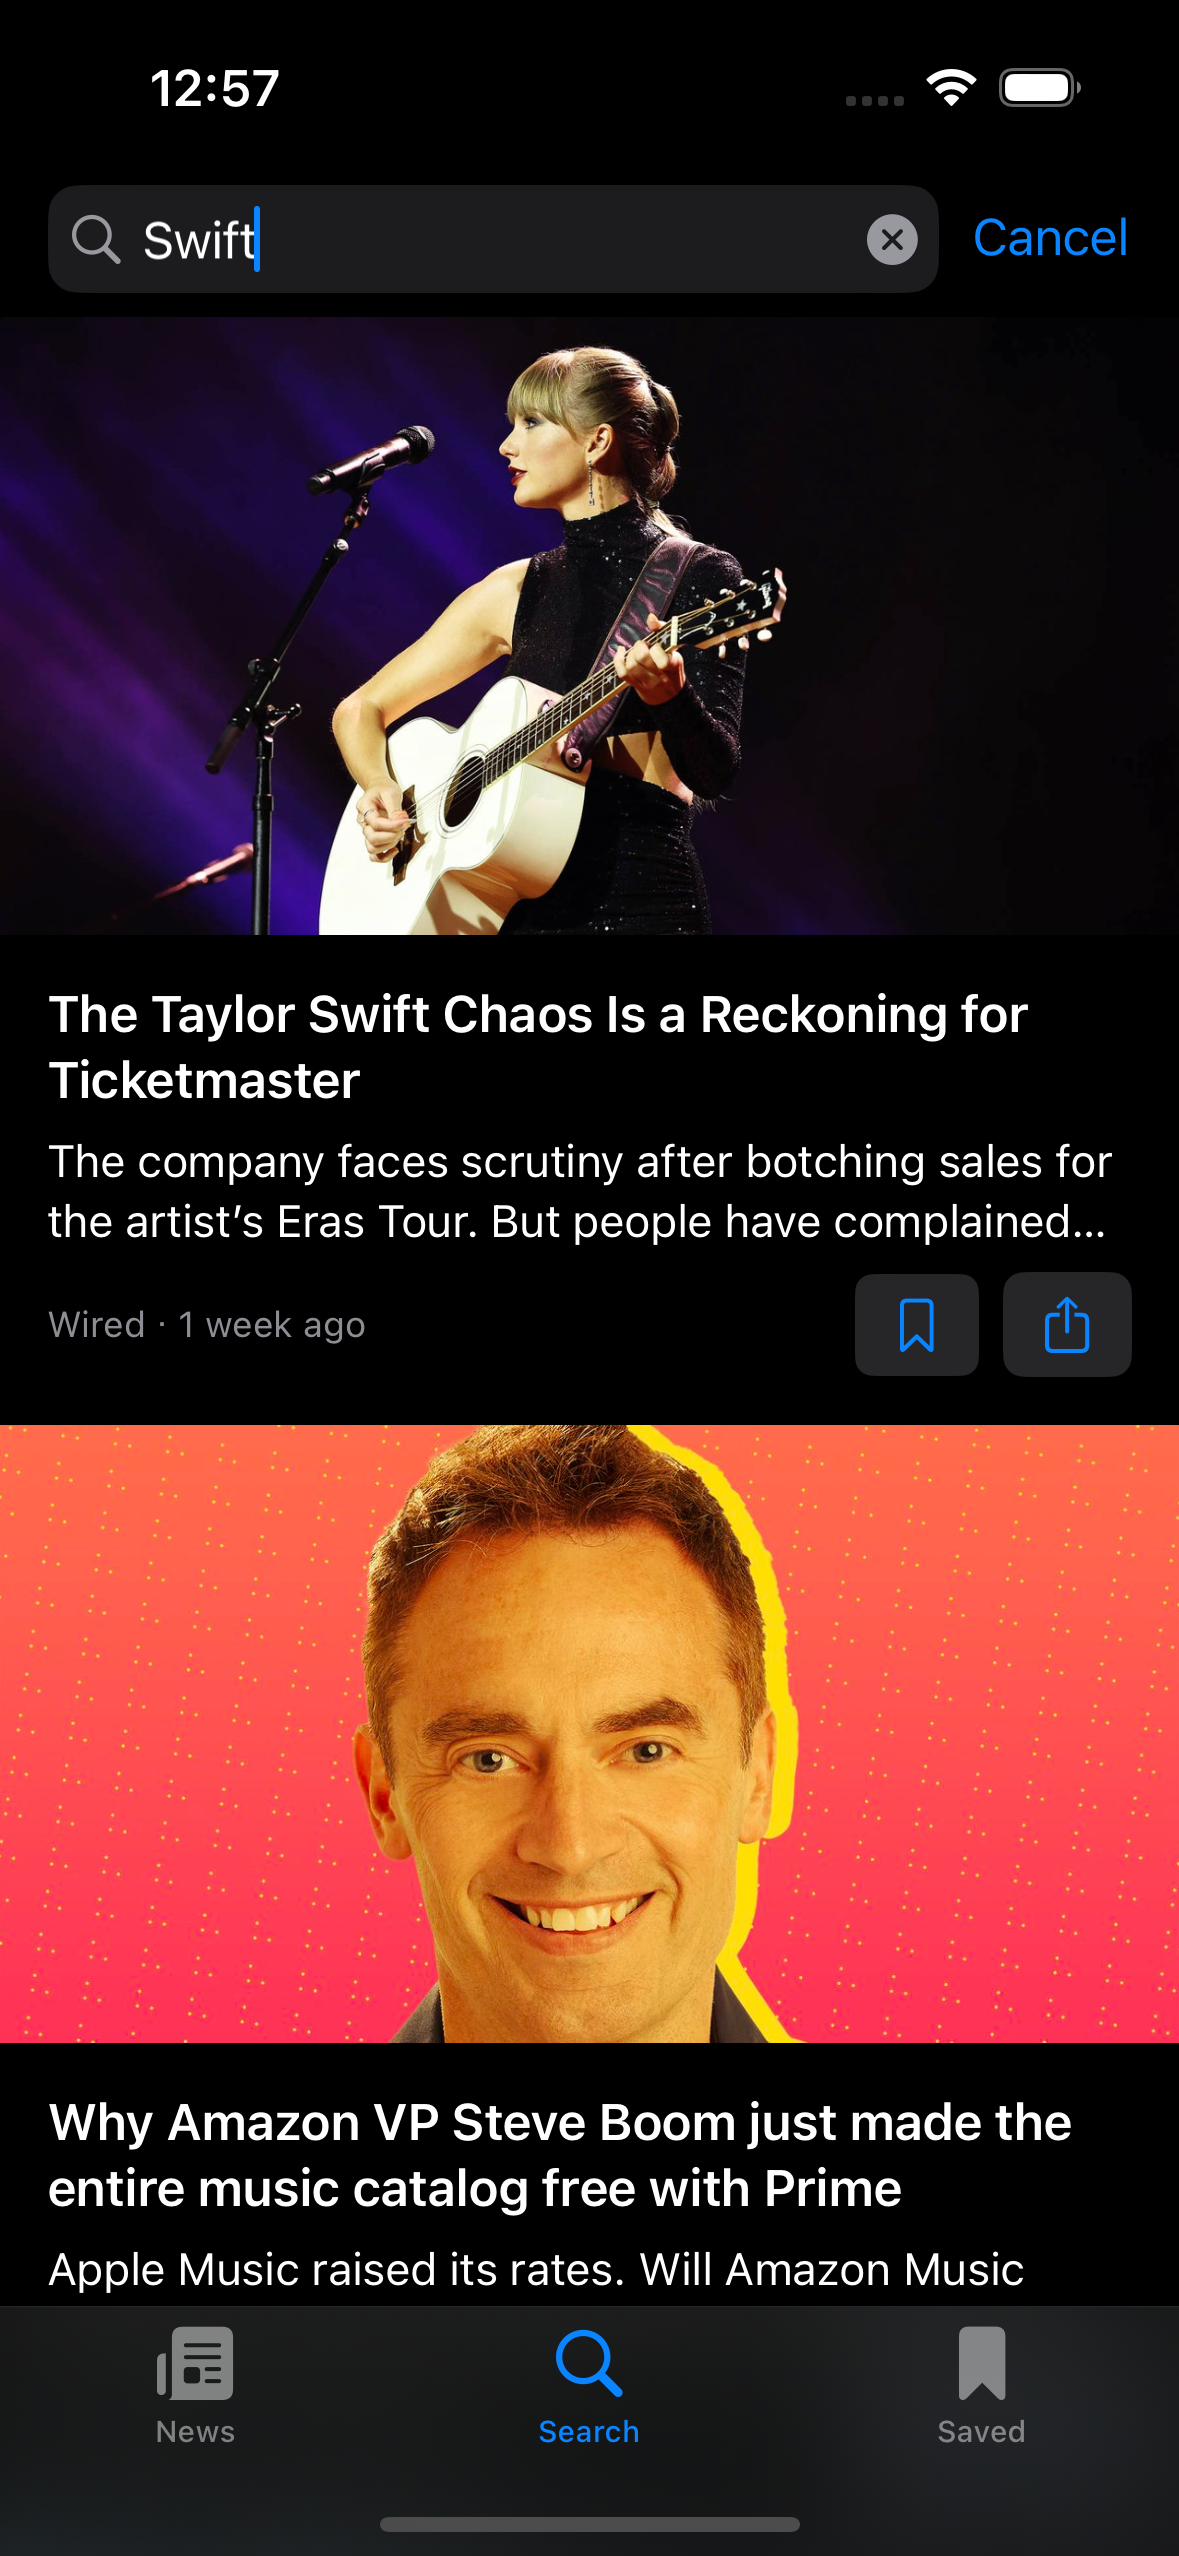 12:57
Swift
Cancel
The Taylor Swift Chaos Is a Reckoning for
Ticketmaster
The company faces scrutiny after botching sales for
the artist’s Eras Tour. But people have complained...
Wired · 1 week ago
Why Amazon VP Steve Boom just made the
entire music catalog free with Prime
Apple Music raised its rates. Will Amazon Music
News
Search
Saved